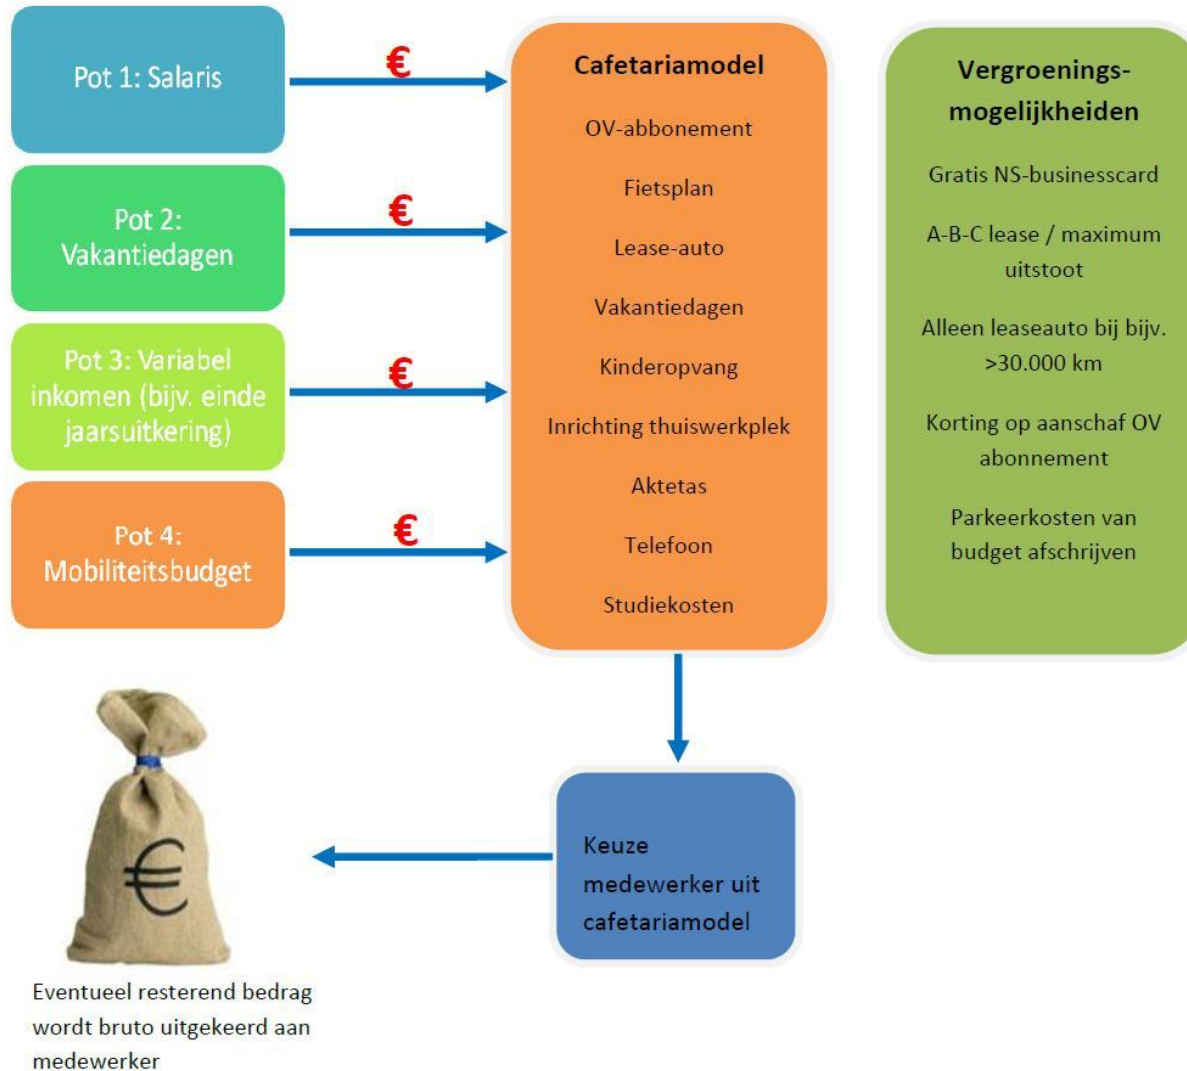 Pot 1: Salaris
€
Pot 2:
Vakantiedagen
€
Pot 3: Variabel
inkomen (bijv. einde
jaarsuitkering)
€
Pot 4:
Mobiliteitsbudget
€
Cafetariamodel
OV-abbonement
Fietsplan
Lease-auto
Vakantiedagen
Kinderopvang
Inrichting thuiswerkplek
Aktetas
Telefoon
Studiekosten
Vergroenings-
mogelijkheiden
Gratis NS-businesscard
A-B-C lease / maximum
uitstoot
Alleen leaseauto bij bijv.
>30.000 km
Korting op aanschaf OV
abonnement
Parkeerkosten van
budget afschrijven
Keuze
medewerker uit
cafetariamodel
€
Eventueel resterend bedrag
wordt bruto uitgekeerd aan
medewerker